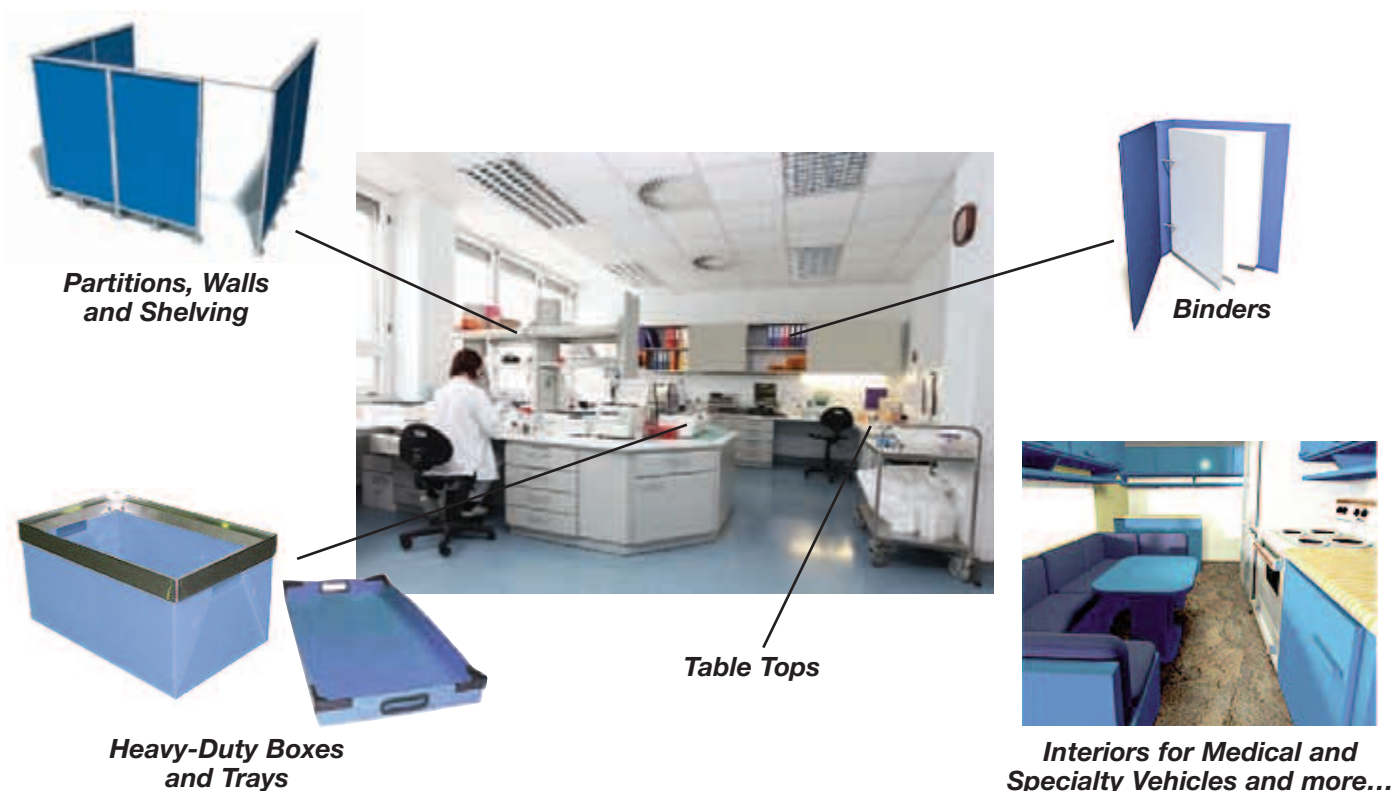 Partitions, Walls
and Shelving
Binders
Table Tops
Heavy-Duty Boxes
and Trays
Interiors for Medical and
Specialty Vehicles and more...